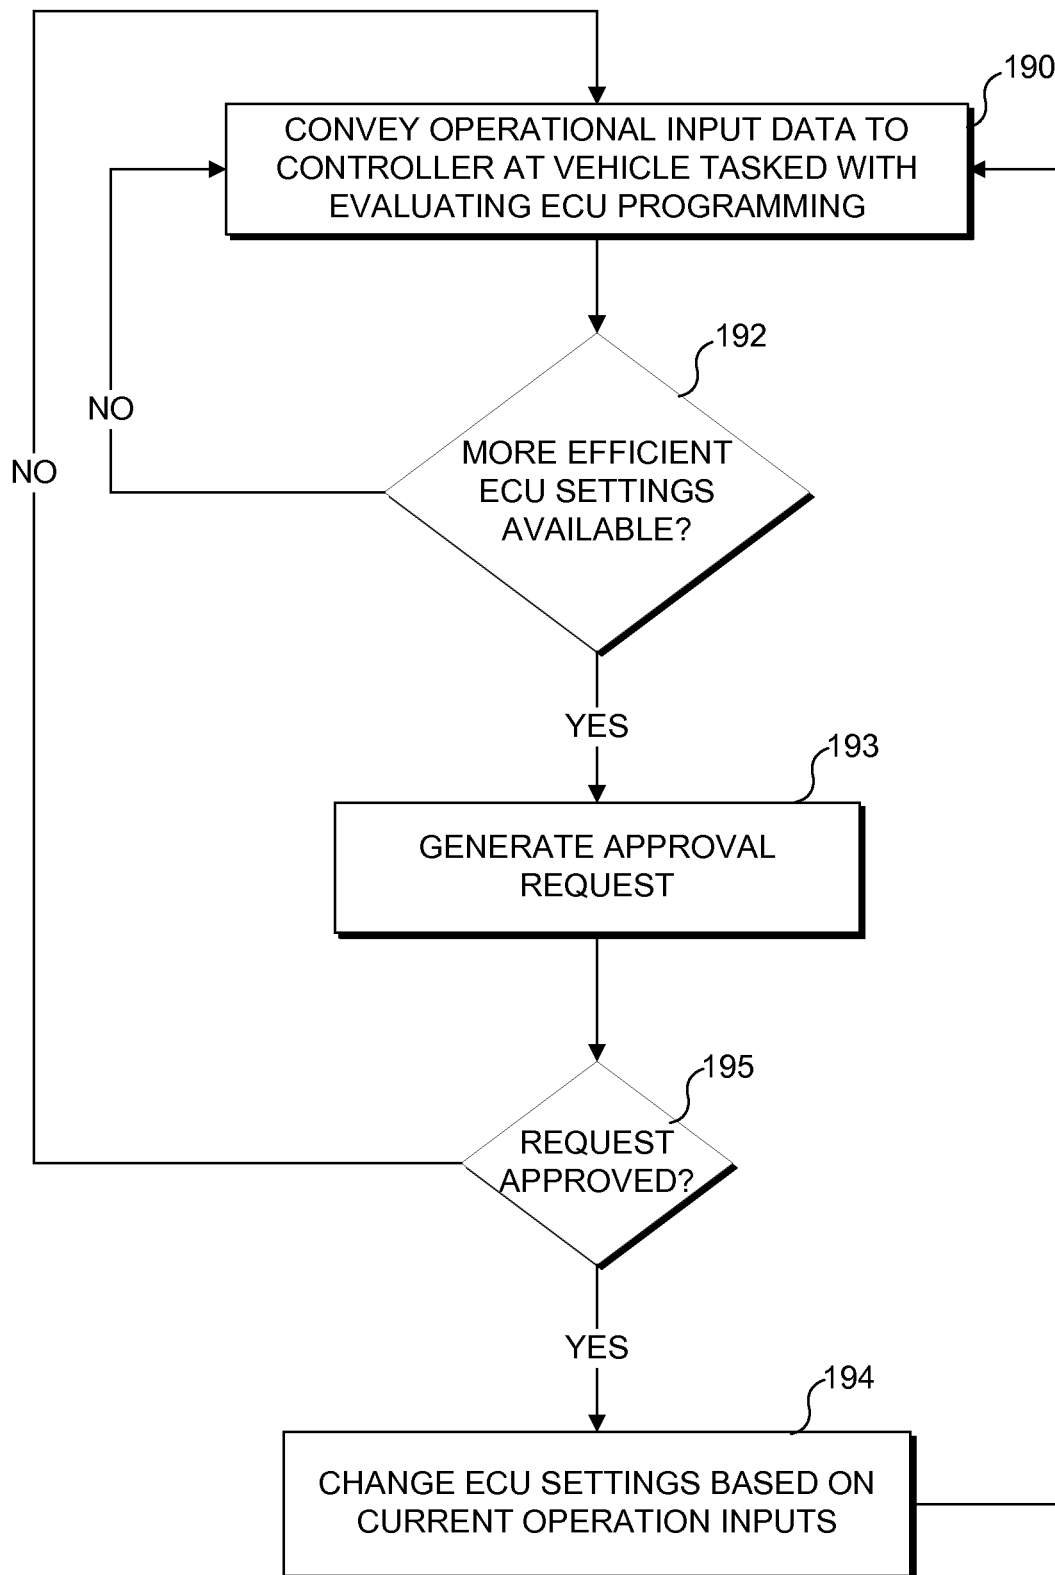 190
CONVEY OPERATIONAL INPUT DATA TO
CONTROLLER AT VEHICLE TASKED WITH
EVALUATING ECU PROGRAMMING
192
NO
MORE EFFICIENT
ECU SETTINGS
AVAILABLE?
NO
YES
193
GENERATE APPROVAL
REQUEST
195
REQUEST
APPROVED?
YES
194
CHANGE ECU SETTINGS BASED ON
CURRENT OPERATION INPUTS